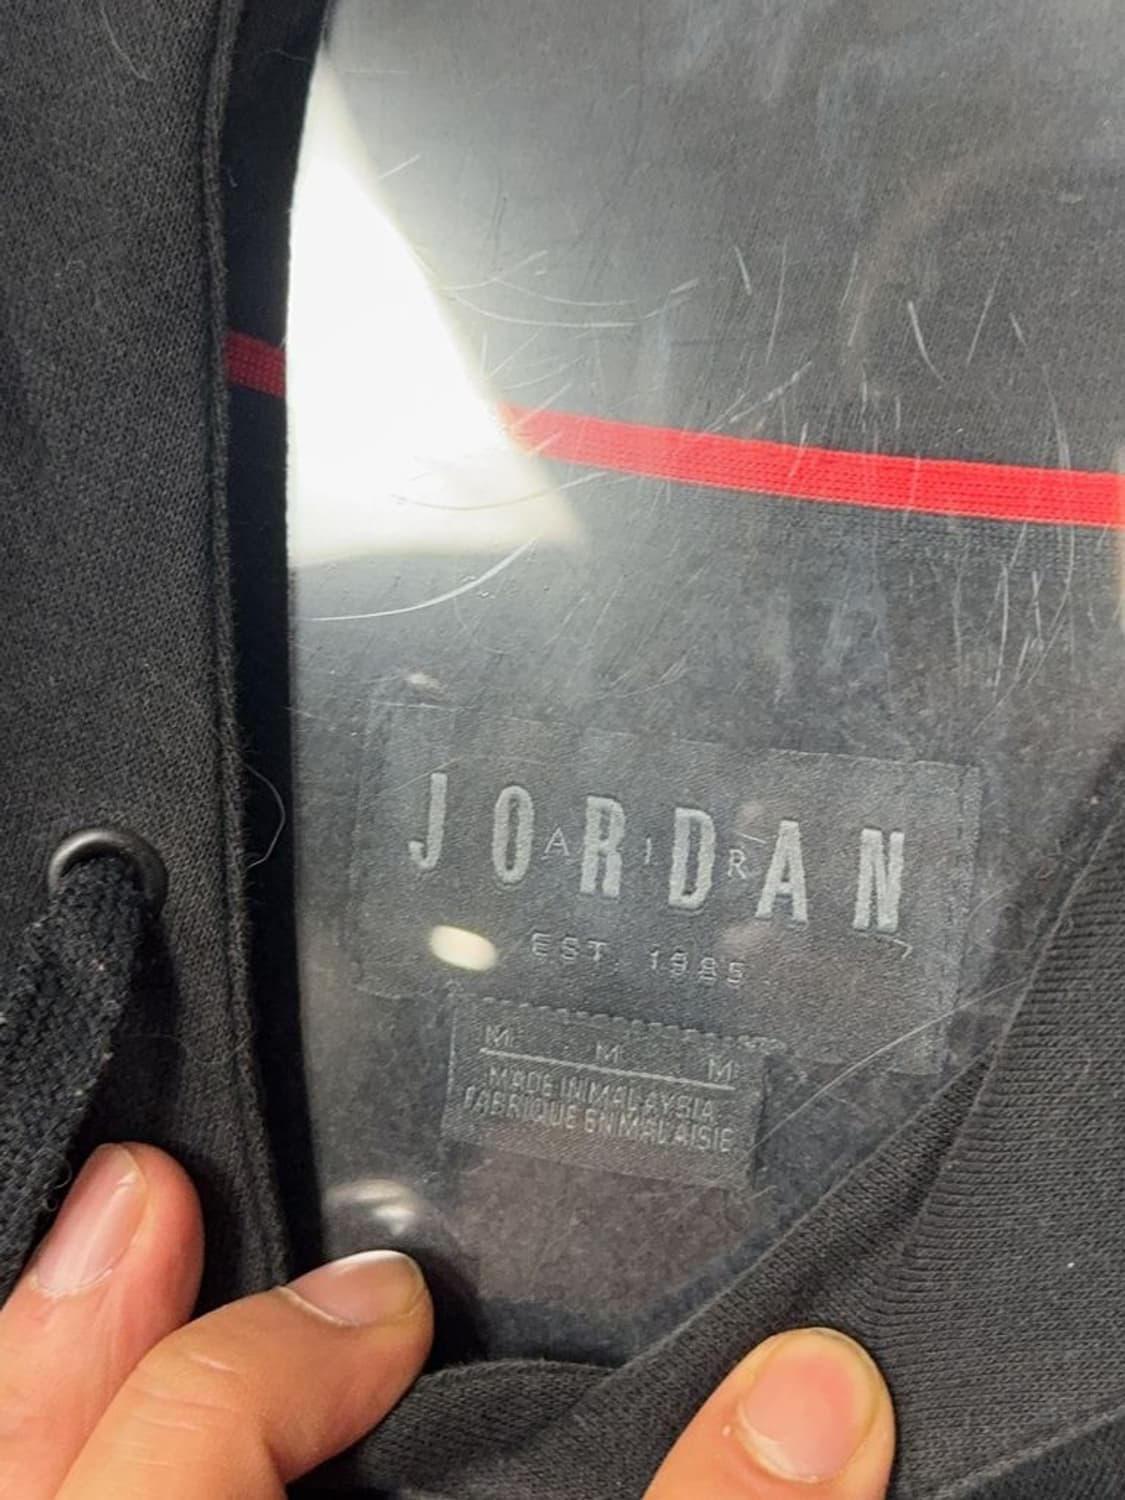 JORDAN
AIR
EST. 1985
M M M
MADE IN MALAYSIA
FABRIQUE EN MALAISIE